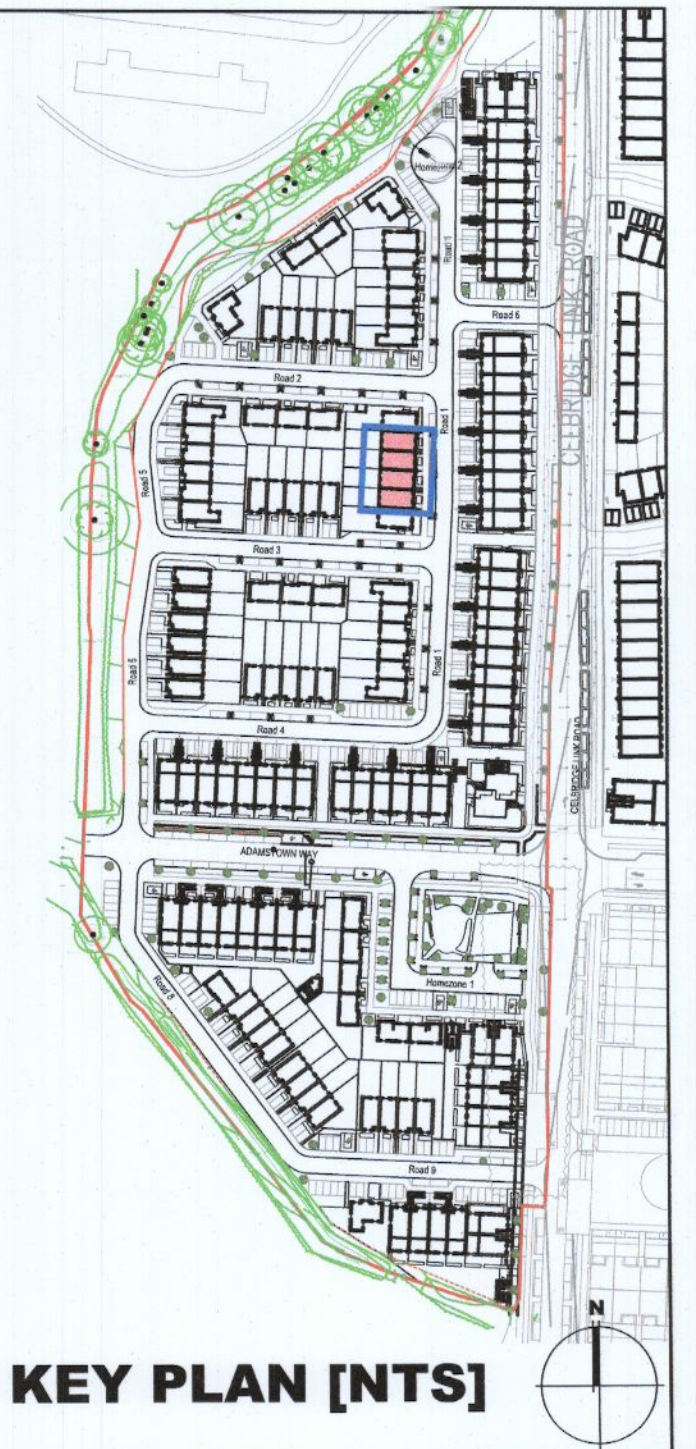 Homezone 2
Road 1
CELBRIDGE LINK ROAD
Road 6
Road 2
Road 1
Road 5
Road 3
Road 5
Road 1
Road 4
CELBRIDGE LINK ROAD
ADAMSTOWN WAY
Road 8
Homezone 1
Road 9
N
KEY PLAN [NTS]